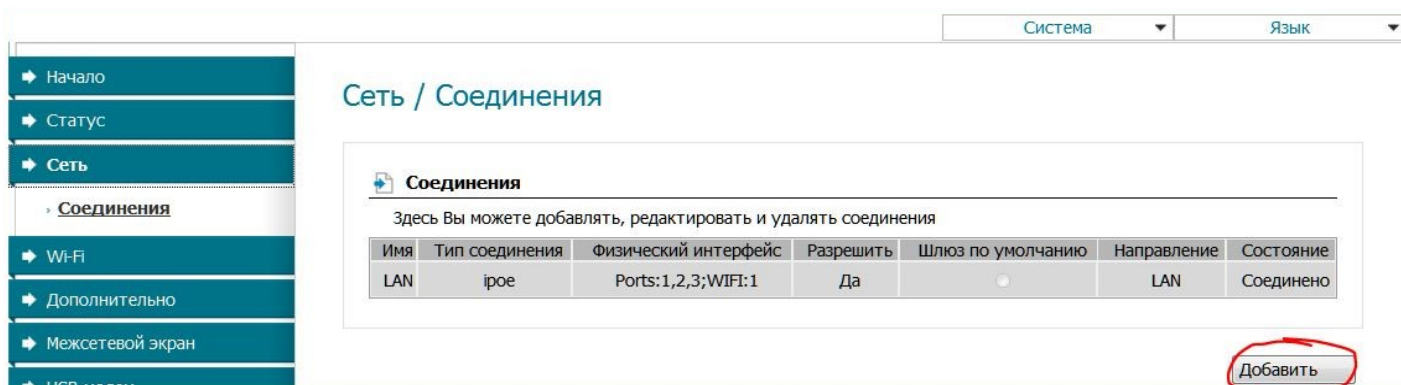 Система Язык
Начало
Статус
Сеть
Соединения
Wi-Fi
Дополнительно
Межсетевой экран
Сеть / Соединения
Соединения
Здесь Вы можете добавлять, редактировать и удалять соединения
Имя Тип соединения Физический интерфейс Разрешить Шлюз по умолчанию Направление Состояние
LAN ipoe Ports:1,2,3;WIFI:1 Да LAN Соединено
Добавить